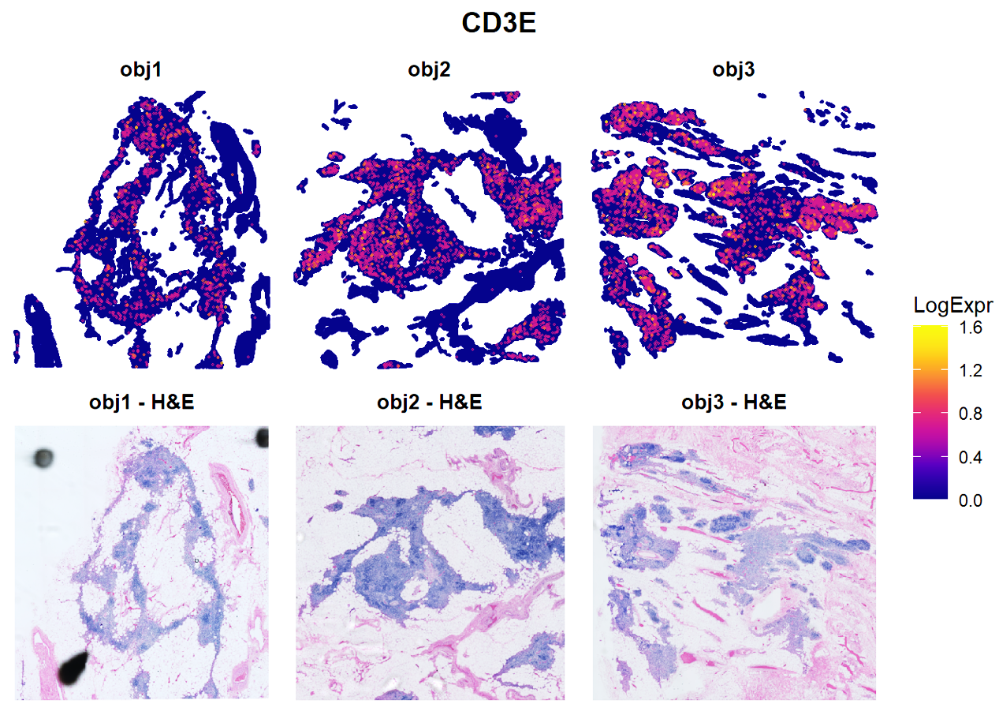 CD3E
obj1
obj2
obj3
LogExpr
1.6
1.2
0.8
0.4
0.0
obj1 - H&E
obj2 - H&E
obj3 - H&E